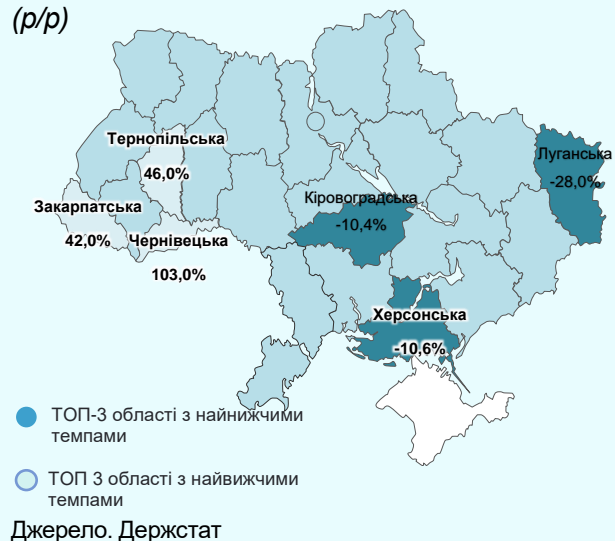 (р/р)
Тернопільська
46,0%
Луганська
-28,0%
Закарпатська
42,0%
Чернівецька
103,0%
Кіровоградська
-10,4%
Херсонська
-10,6%
ТОП-3 області з найнижчими
темпами
ТОП 3 області з найвижчими
темпами
Джерело. Держстат